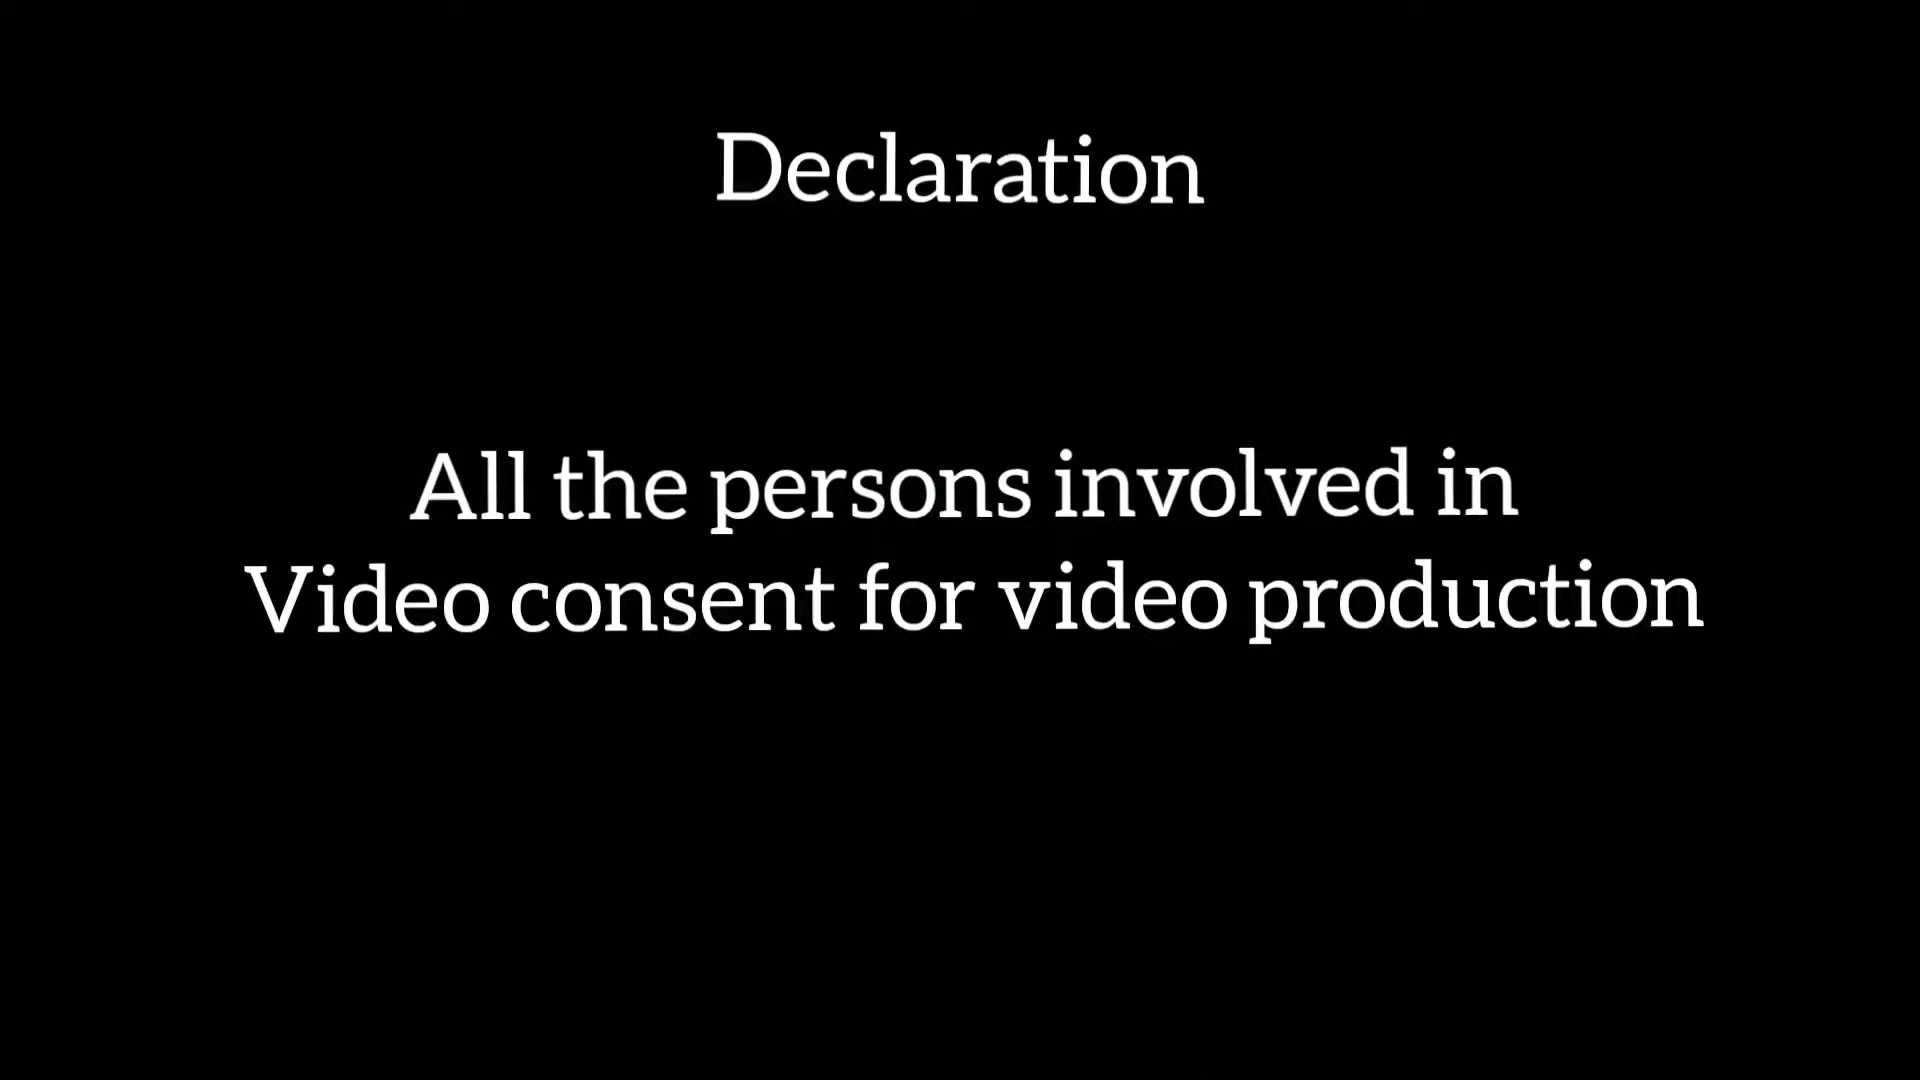 Declaration
All the persons involved in
Video consent for video production